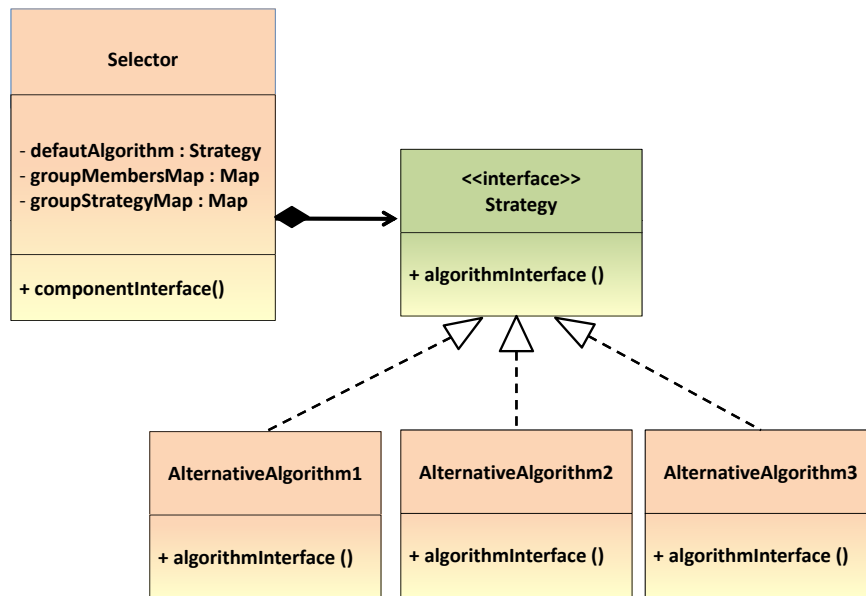 Selector
- defautAlgorithm : Strategy
- groupMembersMap : Map
- groupStrategyMap : Map
+ componentInterface()
<<interface>>
Strategy
+ algorithmInterface ()
AlternativeAlgorithm1
+ algorithmInterface ()
AlternativeAlgorithm2
+ algorithmInterface ()
AlternativeAlgorithm3
+ algorithmInterface ()